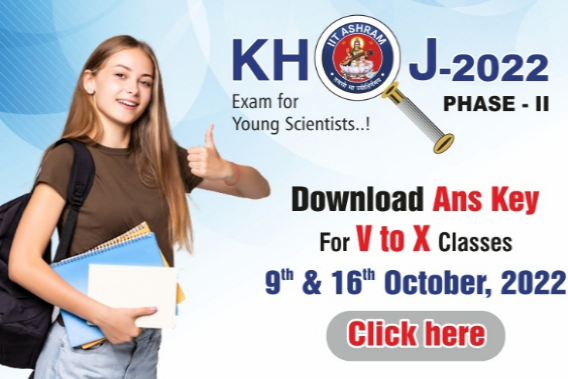 KHOJ-2022
IIT ASHRAM
PHASE - II
Exam for
Young Scientists..!
Download Ans Key
For V to X Classes
9th & 16th October, 2022
Click here